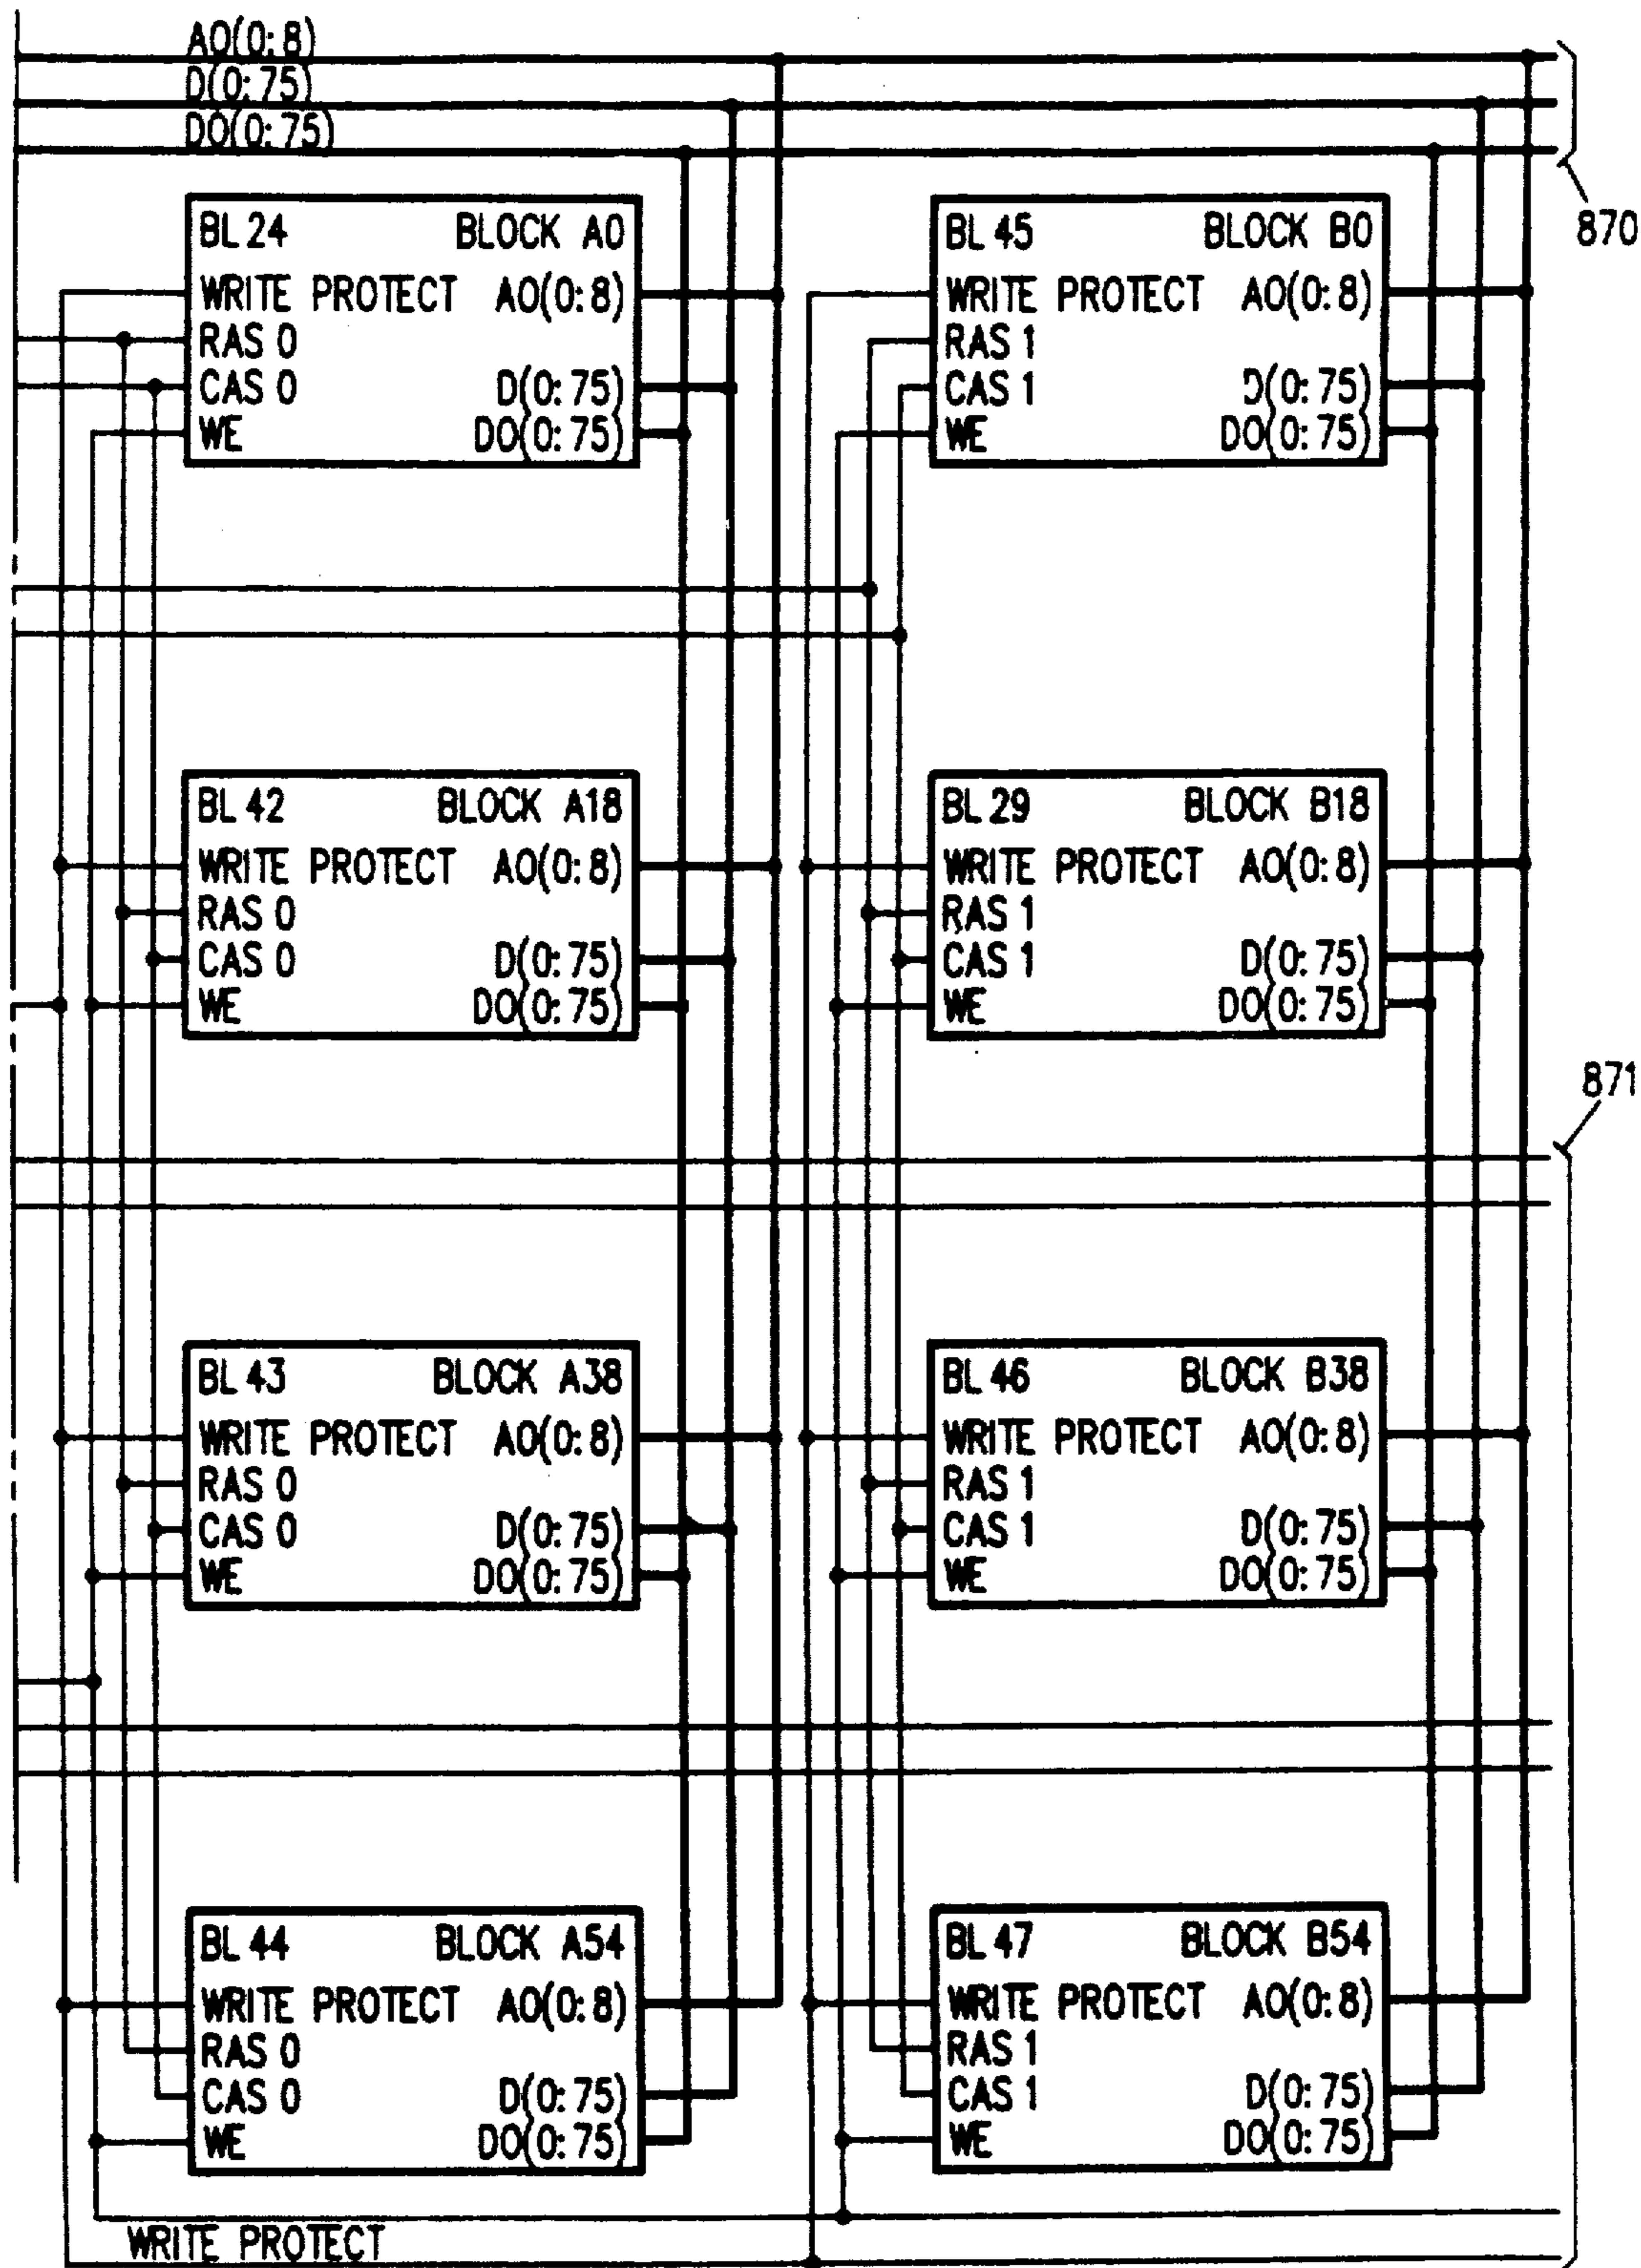 AO(0:8)
D(0:75)
DO(0:75)
870
BL 24 BLOCK A0
WRITE PROTECT AO(0:8)
RAS 0
CAS 0 D(0:75)
WE DO(0:75)
BL 45 BLOCK B0
WRITE PROTECT AO(0:8)
RAS 1
CAS 1 D(0:75)
WE DO(0:75)
BL 42 BLOCK A18
WRITE PROTECT AO(0:8)
RAS 0
CAS 0 D(0:75)
WE DO(0:75)
BL 29 BLOCK B18
WRITE PROTECT AO(0:8)
RAS 1
CAS 1 D(0:75)
WE DO(0:75)
871
BL 43 BLOCK A38
WRITE PROTECT AO(0:8)
RAS 0
CAS 0 D(0:75)
WE DO(0:75)
BL 46 BLOCK B38
WRITE PROTECT AO(0:8)
RAS 1
CAS 1 D(0:75)
WE DO(0:75)
BL 44 BLOCK A54
WRITE PROTECT AO(0:8)
RAS 0
CAS 0 D(0:75)
WE DO(0:75)
BL 47 BLOCK B54
WRITE PROTECT AO(0:8)
RAS 1
CAS 1 D(0:75)
WE DO(0:75)
WRITE PROTECT